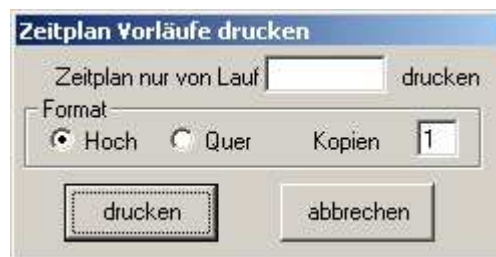 Zeitplan Vorläufe drucken
Zeitplan nur von Lauf drucken
Format
Hoch Quer Kopien 1
drucken abbrechen